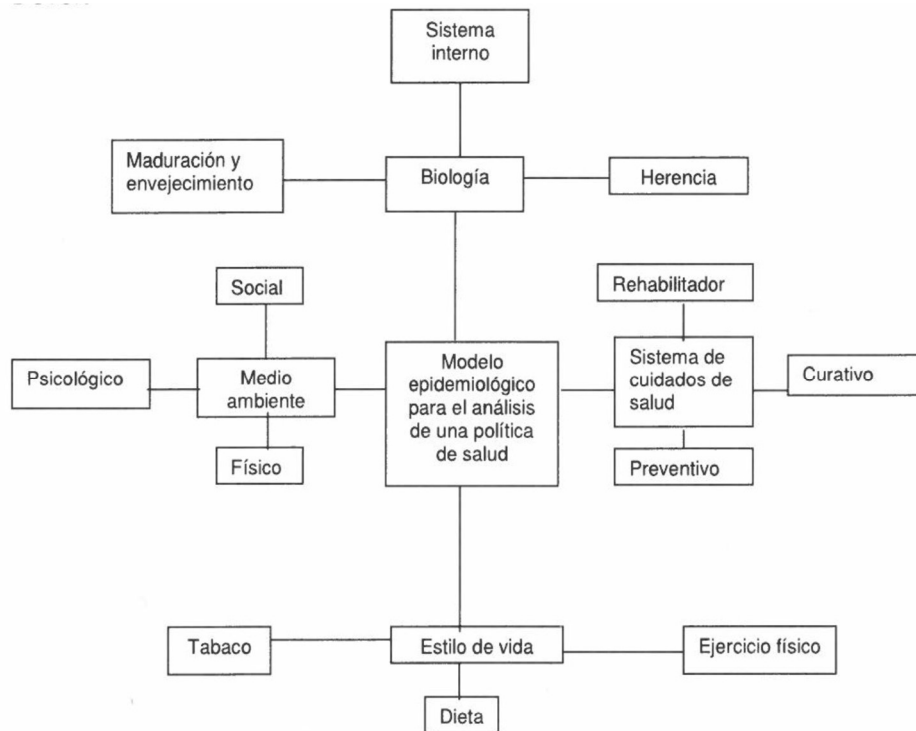 Sistema
interno
Maduración y
envejecimiento
Biología
Herencia
Social
Rehabilitador
Psicológico
Medio
ambiente
Modelo
epidemiológico
para el análisis
de una política
de salud
Sistema de
cuidados de
salud
Curativo
Físico
Preventivo
Tabaco
Estilo de vida
Ejercicio físico
Dieta